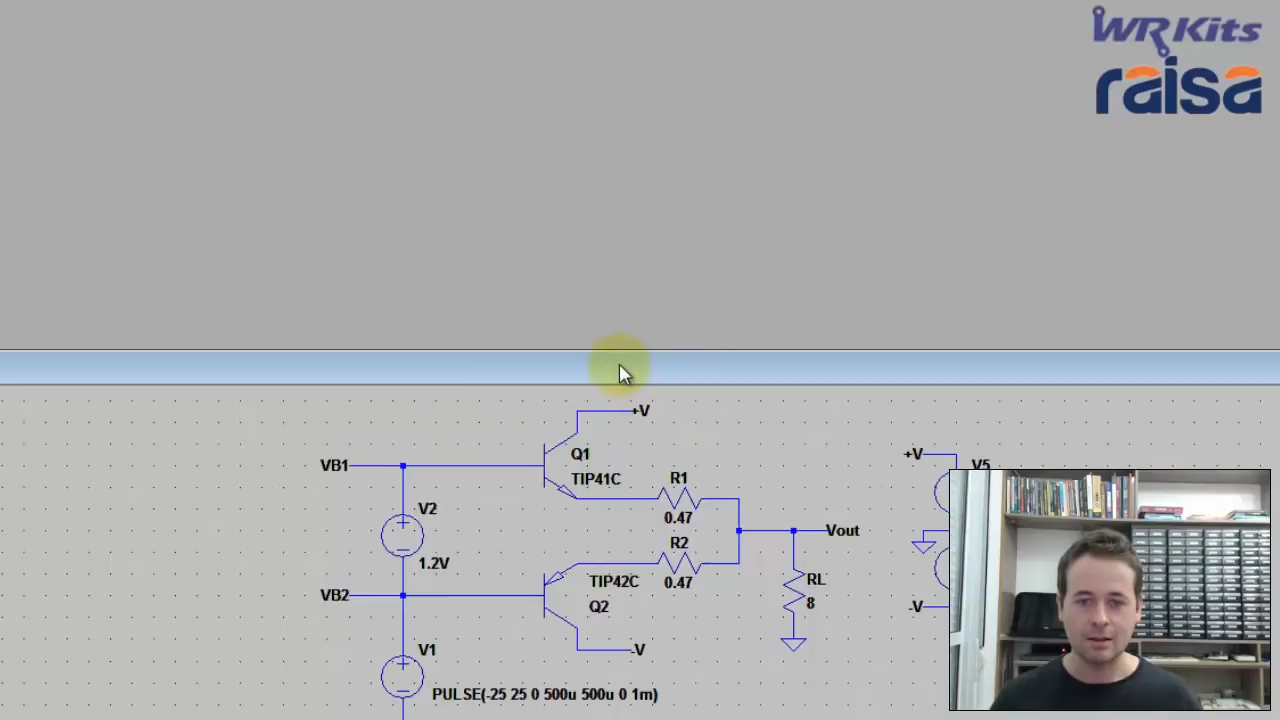 WR Kits
raisa
+V
Q1
VB1
TIP41C
R1
+V
V5
V2
0.47
Vout
1.2V
R2
TIP42C
0.47
RL
VB2
Q2
8
-V
V1
-V
PULSE(-25 25 0 500u 500u 0 1m)